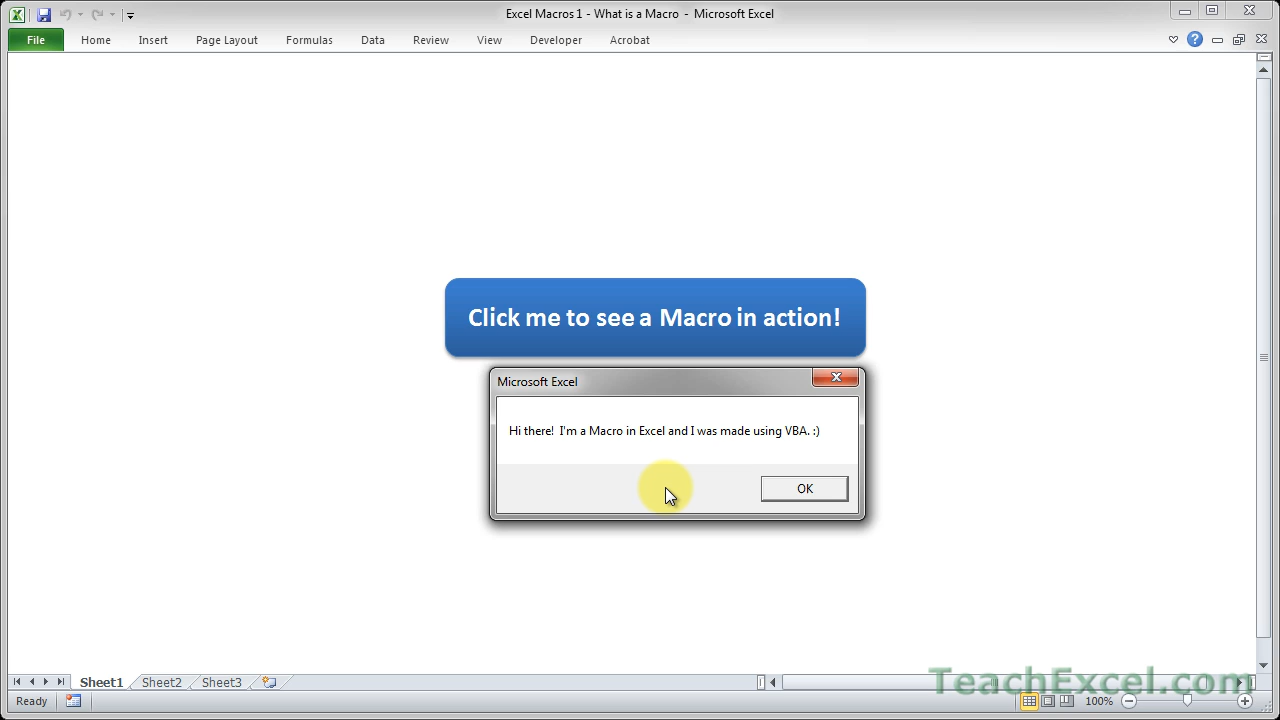 Excel Macros 1 - What is a Macro - Microsoft Excel
File Home Insert Page Layout Formulas Data Review View Developer Acrobat
Click me to see a Macro in action!
Microsoft Excel
Hi there!  I'm a Macro in Excel and I was made using VBA. :)
OK
Sheet1 Sheet2 Sheet3
TeachExcel.com
Ready 100%